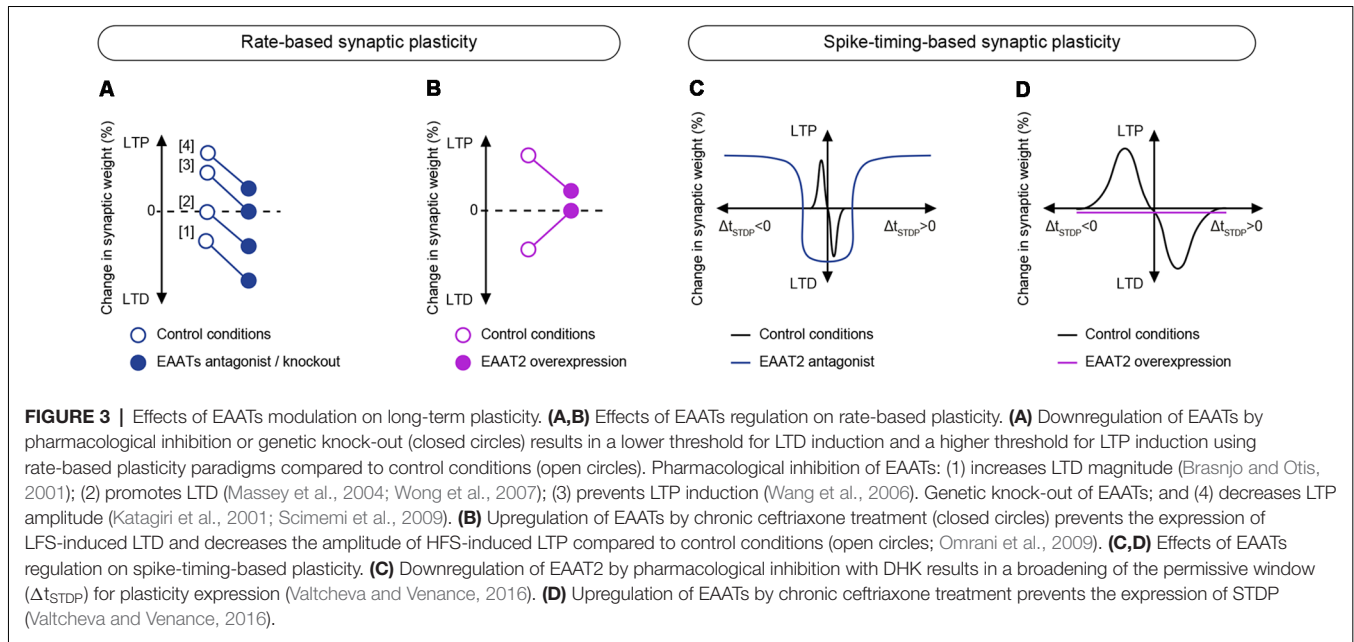 Rate-based synaptic plasticity
Spike-timing-based synaptic plasticity
A
Change in synaptic weight (%)
LTP
0
LTD
[4]
[3]
[2]
[1]
Control conditions
EAATs antagonist / knockout
B
Change in synaptic weight (%)
LTP
0
LTD
Control conditions
EAAT2 overexpression
C
Change in synaptic weight (%)
LTP
ΔtSTDP<0
ΔtSTDP>0
LTD
Control conditions
EAAT2 antagonist
D
Change in synaptic weight (%)
LTP
ΔtSTDP<0
ΔtSTDP>0
LTD
Control conditions
EAAT2 overexpression
FIGURE 3 | Effects of EAATs modulation on long-term plasticity. (A,B) Effects of EAATs regulation on rate-based plasticity. (A) Downregulation of EAATs by
pharmacological inhibition or genetic knock-out (closed circles) results in a lower threshold for LTD induction and a higher threshold for LTP induction using
rate-based plasticity paradigms compared to control conditions (open circles). Pharmacological inhibition of EAATs: (1) increases LTD magnitude (Brasnjo and Otis,
2001); (2) promotes LTD (Massey et al., 2004; Wong et al., 2007); (3) prevents LTP induction (Wang et al., 2006). Genetic knock-out of EAATs; and (4) decreases LTP
amplitude (Katagiri et al., 2001; Scimemi et al., 2009). (B) Upregulation of EAATs by chronic ceftriaxone treatment (closed circles) prevents the expression of
LFS-induced LTD and decreases the amplitude of HFS-induced LTP compared to control conditions (open circles; Omrani et al., 2009). (C,D) Effects of EAATs
regulation on spike-timing-based plasticity. (C) Downregulation of EAAT2 by pharmacological inhibition with DHK results in a broadening of the permissive window
(ΔtSTDP) for plasticity expression (Valtcheva and Venance, 2016). (D) Upregulation of EAATs by chronic ceftriaxone treatment prevents the expression of STDP
(Valtcheva and Venance, 2016).